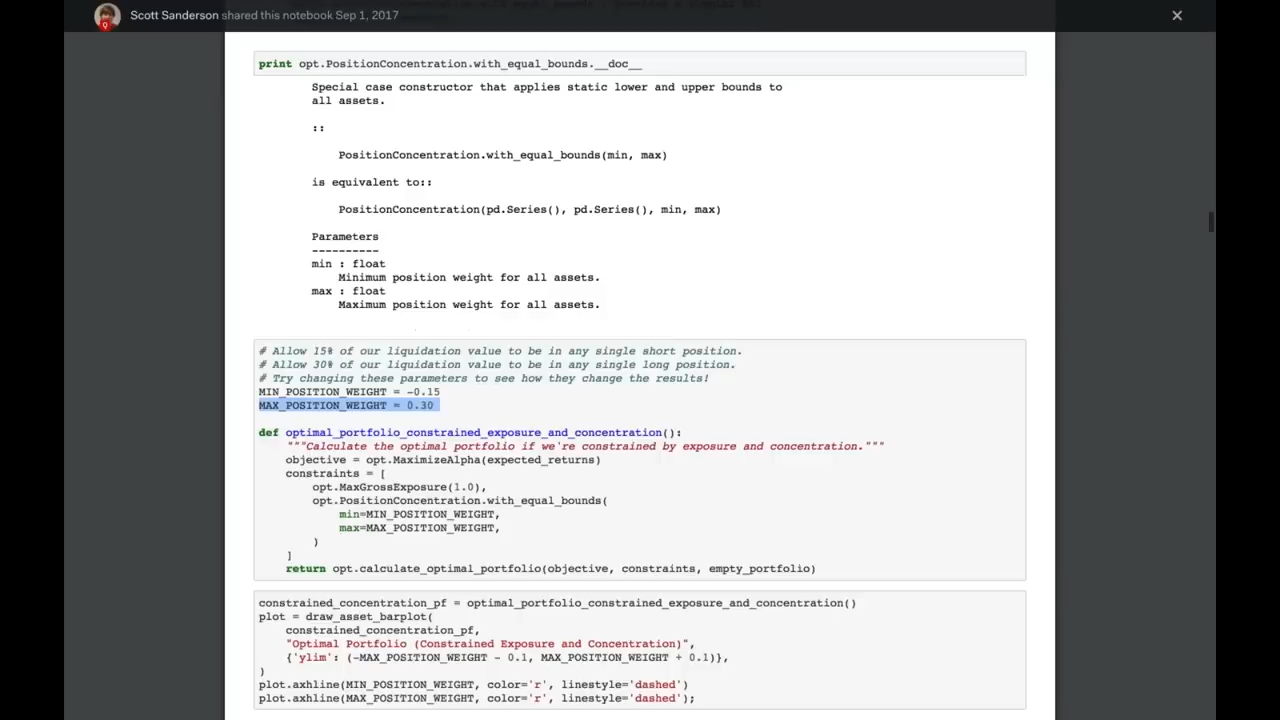 Scott Sanderson shared this notebook Sep 1, 2017
print opt.PositionConcentration.with_equal_bounds.__doc__
Special case constructor that applies static lower and upper bounds to
all assets.
::
PositionConcentration.with_equal_bounds(min, max)
is equivalent to::
PositionConcentration(pd.Series(), pd.Series(), min, max)
Parameters
----------
min : float
Minimum position weight for all assets.
max : float
Maximum position weight for all assets.
# Allow 15% of our liquidation value to be in any single short position.
# Allow 30% of our liquidation value to be in any single long position.
# Try changing these parameters to see how they change the results!
MIN_POSITION_WEIGHT = -0.15
MAX_POSITION_WEIGHT = 0.30
def optimal_portfolio_constrained_exposure_and_concentration():
"""Calculate the optimal portfolio if we're constrained by exposure and concentration."""
objective = opt.MaximizeAlpha(expected_returns)
constraints = [
opt.MaxGrossExposure(1.0),
opt.PositionConcentration.with_equal_bounds(
min=MIN_POSITION_WEIGHT,
max=MAX_POSITION_WEIGHT,
)
]
return opt.calculate_optimal_portfolio(objective, constraints, empty_portfolio)
constrained_concentration_pf = optimal_portfolio_constrained_exposure_and_concentration()
plot = draw_asset_barplot(
constrained_concentration_pf,
"Optimal Portfolio (Constrained Exposure and Concentration)",
{'ylim': (-MAX_POSITION_WEIGHT - 0.1, MAX_POSITION_WEIGHT + 0.1)},
)
plot.axhline(MIN_POSITION_WEIGHT, color='r', linestyle='dashed')
plot.axhline(MAX_POSITION_WEIGHT, color='r', linestyle='dashed');